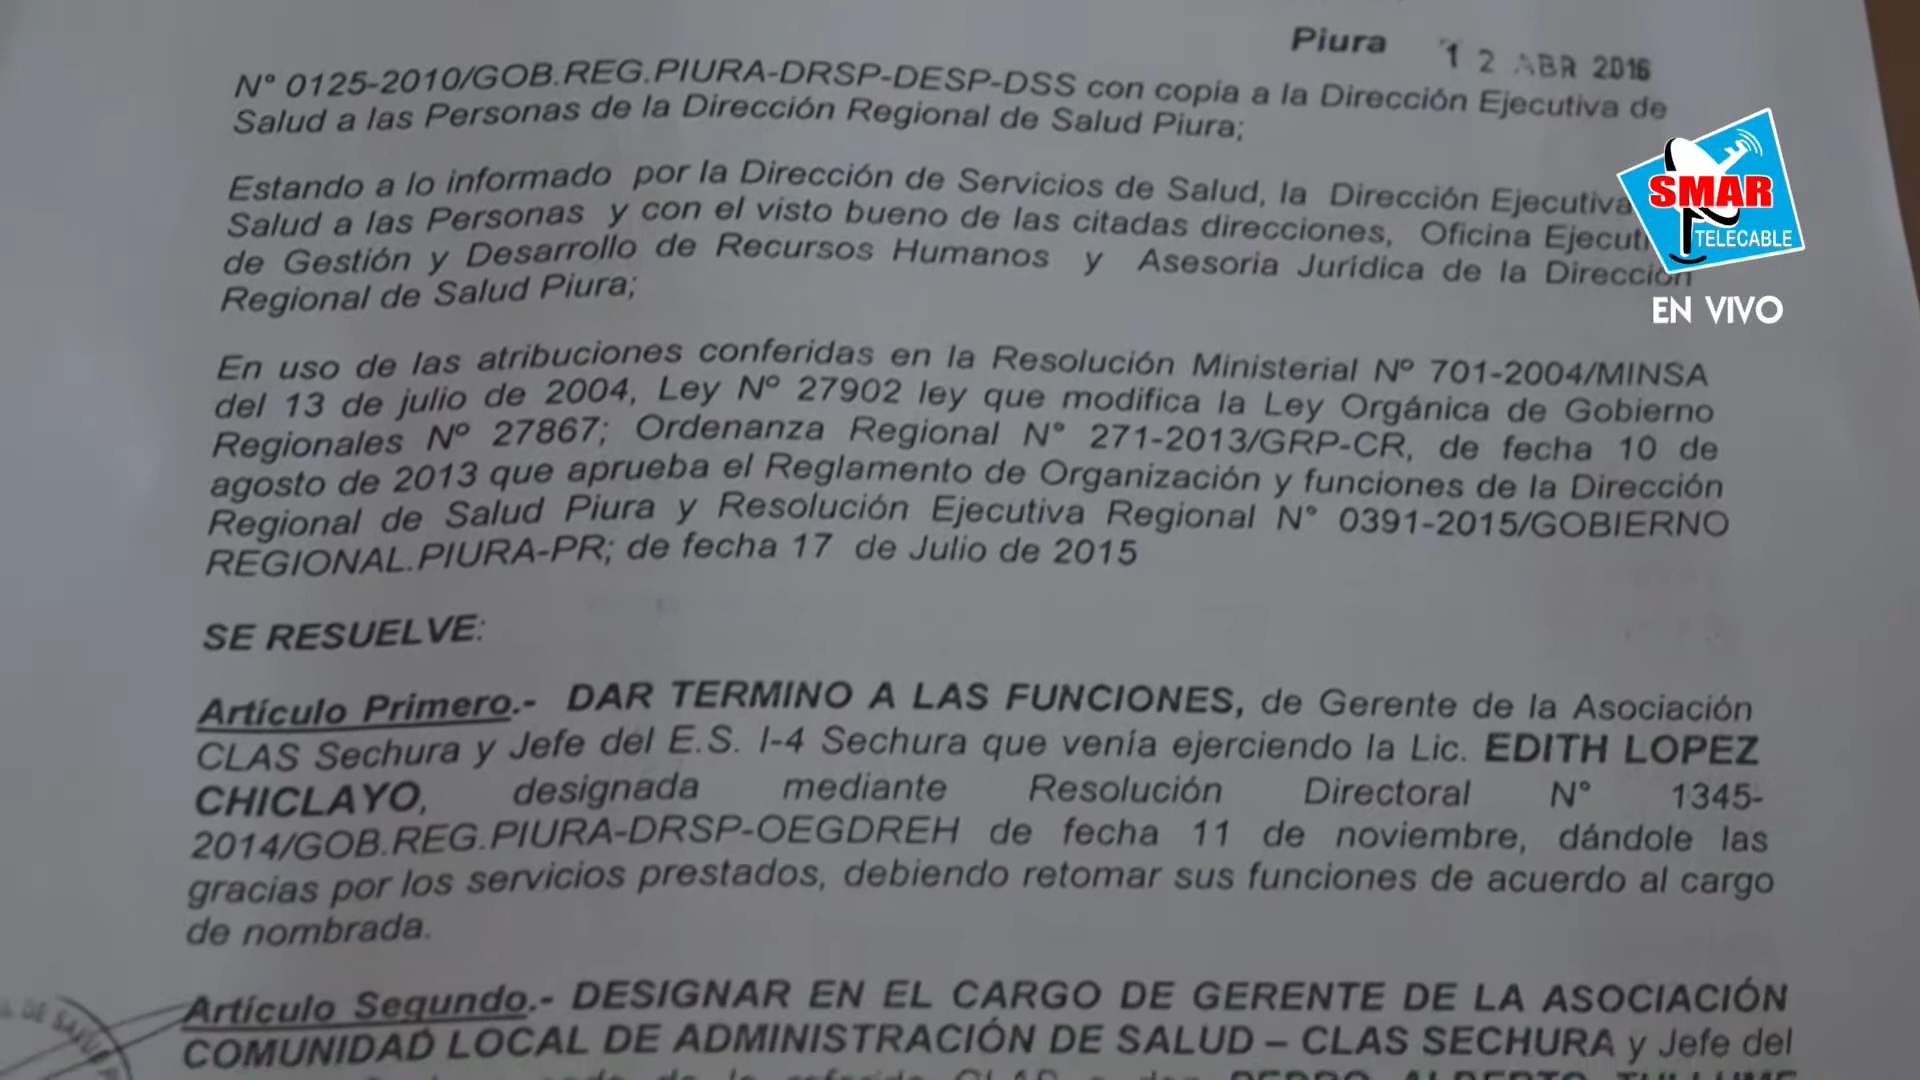 Piura 12 ABR 2016
N° 0125-2010/GOB.REG.PIURA-DRSP-DESP-DSS con copia a la Dirección Ejecutiva de
Salud a las Personas de la Dirección Regional de Salud Piura;
Estando a lo informado por la Dirección de Servicios de Salud, la Dirección Ejecutiva
Salud a las Personas y con el visto bueno de las citadas direcciones, Oficina
de Gestión y Desarrollo de Recursos Humanos y Asesoria Jurídica de la Dirección
Regional de Salud Piura;
SMAR
TELECABLE
EN VIVO
En uso de las atribuciones conferidas en la Resolución Ministerial Nº 701-2004/MINSA
del 13 de julio de 2004, Ley Nº 27902 ley que modifica la Ley Orgánica de Gobierno
Regionales Nº 27867; Ordenanza Regional N° 271-2013/GRP-CR, de fecha 10 de
agosto de 2013 que aprueba el Reglamento de Organización y funciones de la Dirección
Regional de Salud Piura y Resolución Ejecutiva Regional N° 0391-2015/GOBIERNO
REGIONAL.PIURA-PR; de fecha 17 de Julio de 2015
SE RESUELVE:
Artículo Primero.- DAR TERMINO A LAS FUNCIONES, de Gerente de la Asociación
CLAS Sechura y Jefe del E.S. I-4 Sechura que venía ejerciendo la Lic. EDITH LOPEZ
CHICLAYO, designada mediante Resolución Directoral N° 1345-
2014/GOB.REG.PIURA-DRSP-OEGDREH de fecha 11 de noviembre, dándole las
gracias por los servicios prestados, debiendo retomar sus funciones de acuerdo al cargo
de nombrada.
Artículo Segundo.- DESIGNAR EN EL CARGO DE GERENTE DE LA ASOCIACIÓN
COMUNIDAD LOCAL DE ADMINISTRACIÓN DE SALUD – CLAS SECHURA y Jefe del